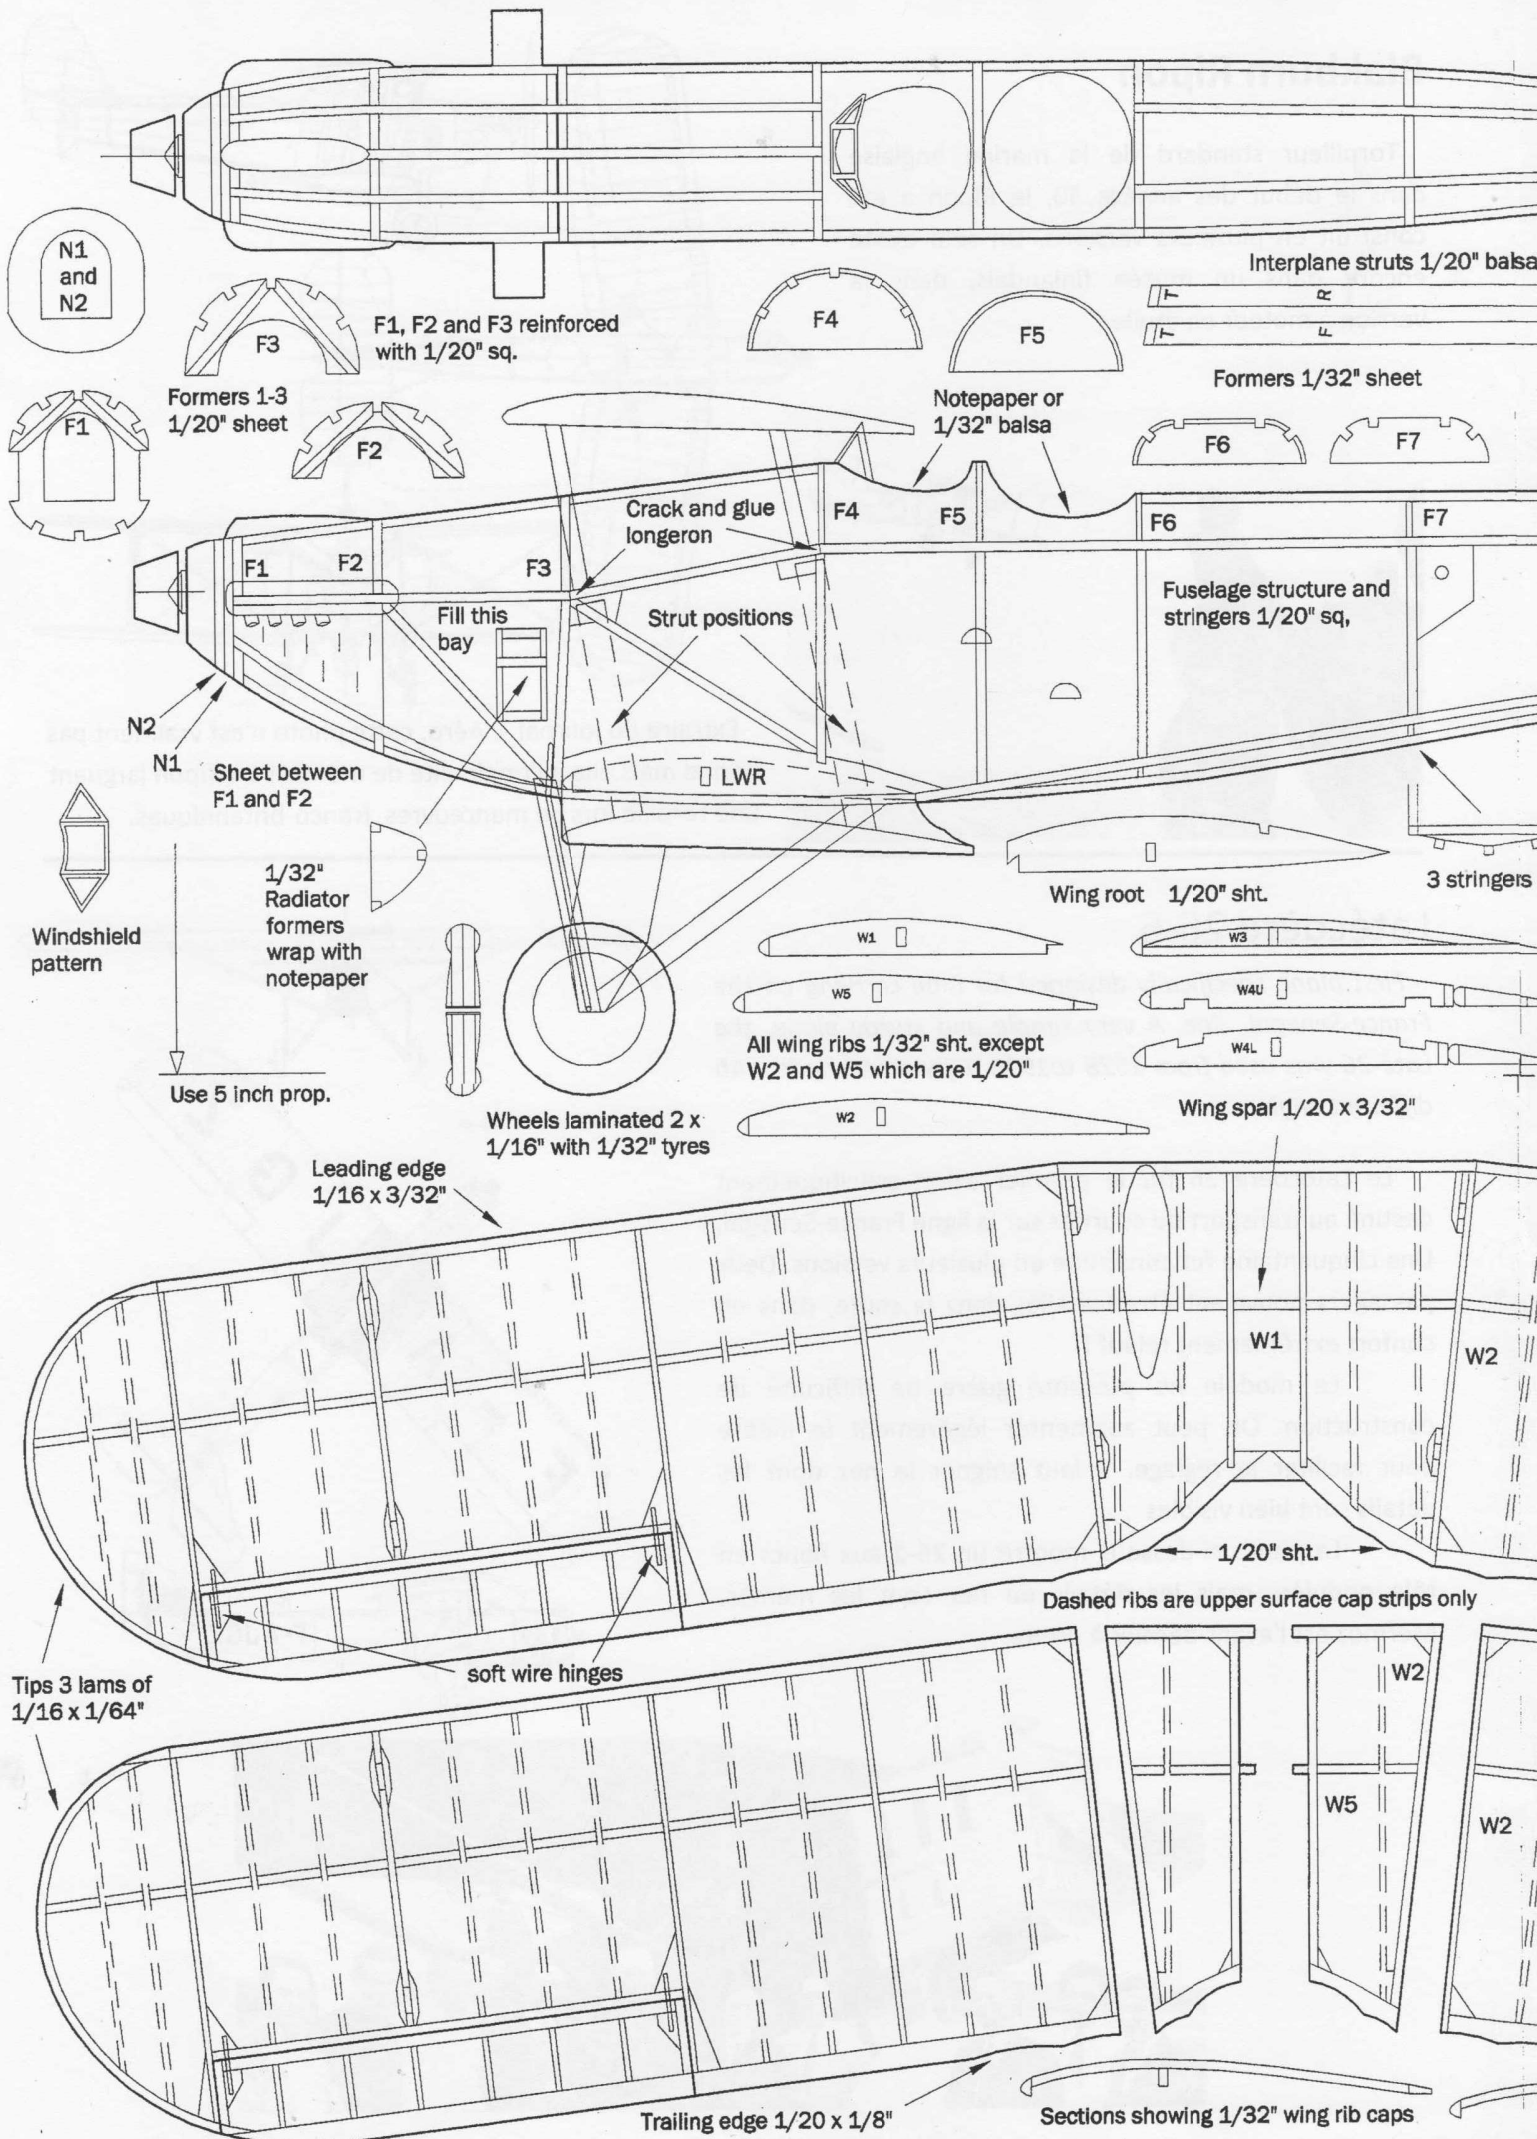 N1
and
N2
F3
F1, F2 and F3 reinforced
with 1/20" sq.
F4
F5
Interplane struts 1/20" balsa
T
R
T
F
Formers 1-3
1/20" sheet
F1
F2
Notepaper or
1/32" balsa
Formers 1/32" sheet
F6
F7
Crack and glue
longeron
F4
F5
F6
F7
F1
F2
F3
Fill this
bay
Strut positions
Fuselage structure and
stringers 1/20" sq,
N2
N1
Sheet between
F1 and F2
LWR
1/32"
Radiator
formers
wrap with
notepaper
Windshield
pattern
Wing root 1/20" sht.
3 stringers
W1
W3
W5
W4U
All wing ribs 1/32" sht. except
W2 and W5 which are 1/20"
W4L
Use 5 inch prop.
Wheels laminated 2 x
1/16" with 1/32" tyres
W2
Wing spar 1/20 x 3/32"
Leading edge
1/16 x 3/32"
W1
W2
1/20" sht.
Dashed ribs are upper surface cap strips only
soft wire hinges
Tips 3 lams of
1/16 x 1/64"
W2
W5
W2
Trailing edge 1/20 x 1/8"
Sections showing 1/32" wing rib caps